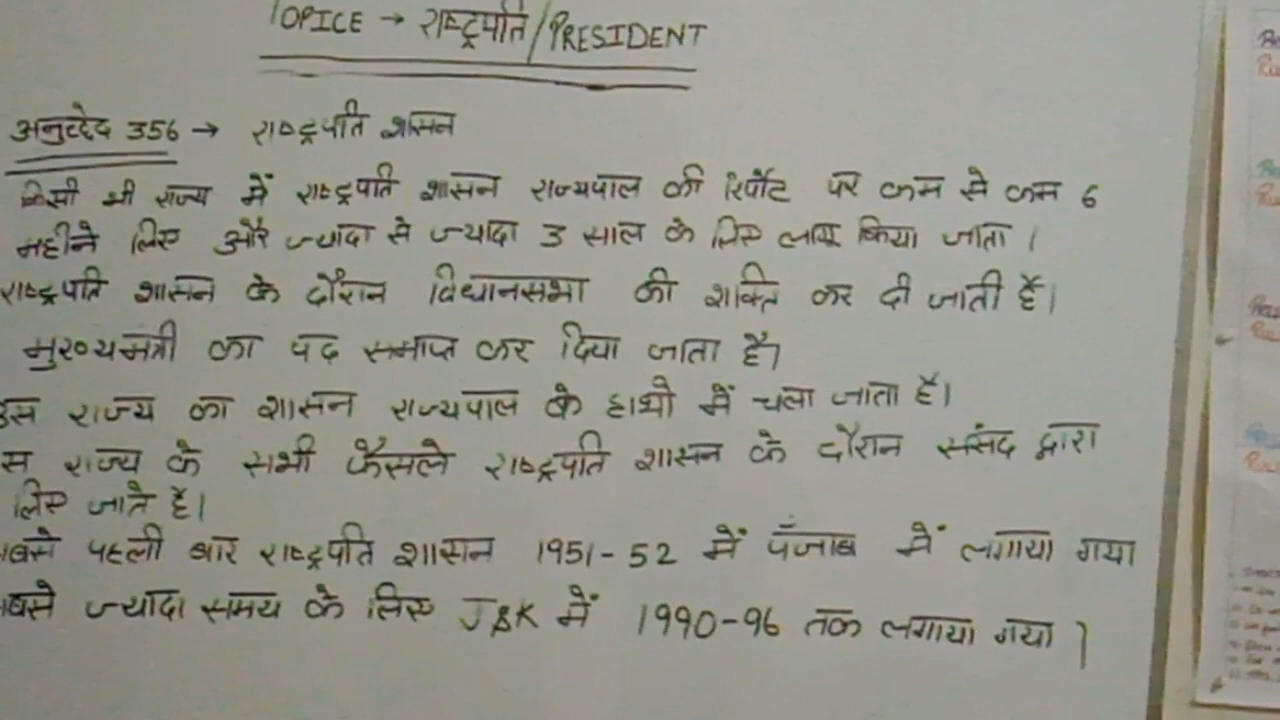 TOPICE → राष्ट्रपति/PRESIDENT
अनुच्छेद 356 → राष्ट्रपति शासन
किसी भी राज्य में राष्ट्रपति शासन राज्यपाल की रिर्पोट पर कम से कम 6
महीने लिए और ज्यादा से ज्यादा 3 साल के लिए लागू किया जाता ।
राष्ट्रपति शासन के दौरान विधानसभा की शक्ति कर दी जाती हैं।
मुख्यमंत्री का पद समाप्त कर दिया जाता है।
उस राज्य का शासन राज्यपाल के हाथो में चला जाता है।
स राज्य के सभी फैसले राष्ट्रपति शासन के दौरान संसद द्वारा
लिए जाते है।
बसे पहली बार राष्ट्रपति शासन 1951-52 में पंजाब में लगाया गया
बसे ज्यादा समय के लिए J&K में 1990-96 तक लगाया गया ।